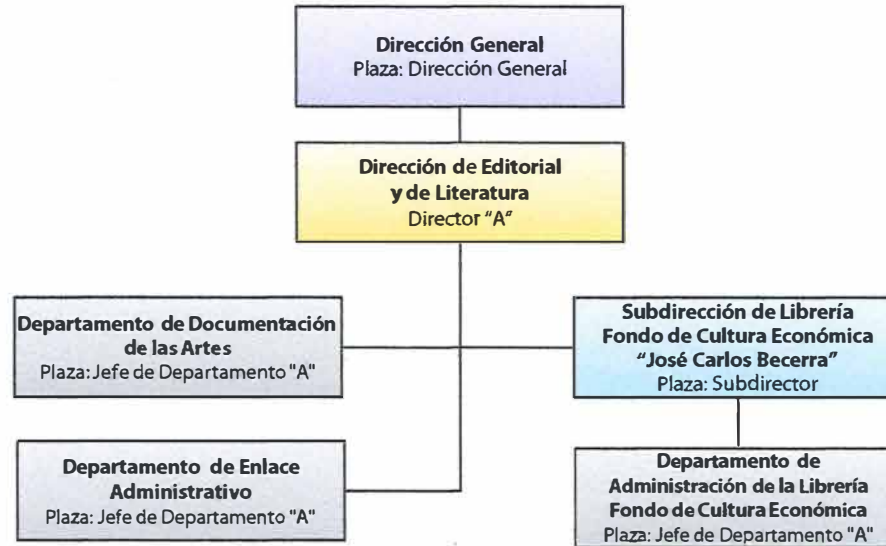 Dirección General
Plaza: Dirección General
Dirección de Editorial
y de Literatura
Director "A"
Departamento de Documentación
de las Artes
Plaza: Jefe de Departamento "A"
Subdirección de Librería
Fondo de Cultura Económica
"José Carlos Becerra"
Plaza: Subdirector
Departamento de Enlace
Administrativo
Plaza: Jefe de Departamento "A"
Departamento de
Administración de la Librería
Fondo de Cultura Económica
Plaza: Jefe de Departamento "A"